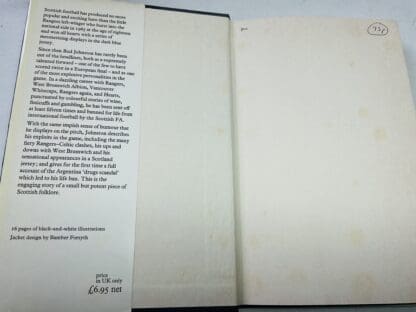 Scottish football has produced no more
popular and exciting hero than the little
Rangers left-winger who burst into the
national side in 1965 at the age of eighteen
and won all hearts with a series of
mesmerising displays in the dark blue
jersey.
Since then Bud Johnston has rarely been
out of the headlines, both as a supremely
talented forward – one of the few to have
scored twice in a European final – and as one
of the most explosive personalities in the
game. In a dazzling career with Rangers,
West Bromwich Albion, Vancouver
Whitecaps, Rangers again, and Hearts,
punctuated by colourful stories of wine,
fisticuffs and gambling, he has been sent off
at least fifteen times and banned for life from
international football by the Scottish FA.
With the same impish sense of humour that
he displays on the pitch, Johnston describes
his exploits in the game, including the many
fiery Rangers–Celtic clashes, his ups and
downs with West Bromwich and his
sensational appearances in a Scotland
jersey; and gives for the first time a full
account of the Argentina 'drugs scandal'
which led to his life ban. This is the
engaging story of a small but potent piece of
Scottish folklore.
16 pages of black-and-white illustrations
Jacket design by Bamber Forsyth
price
in UK only
£6.95 net